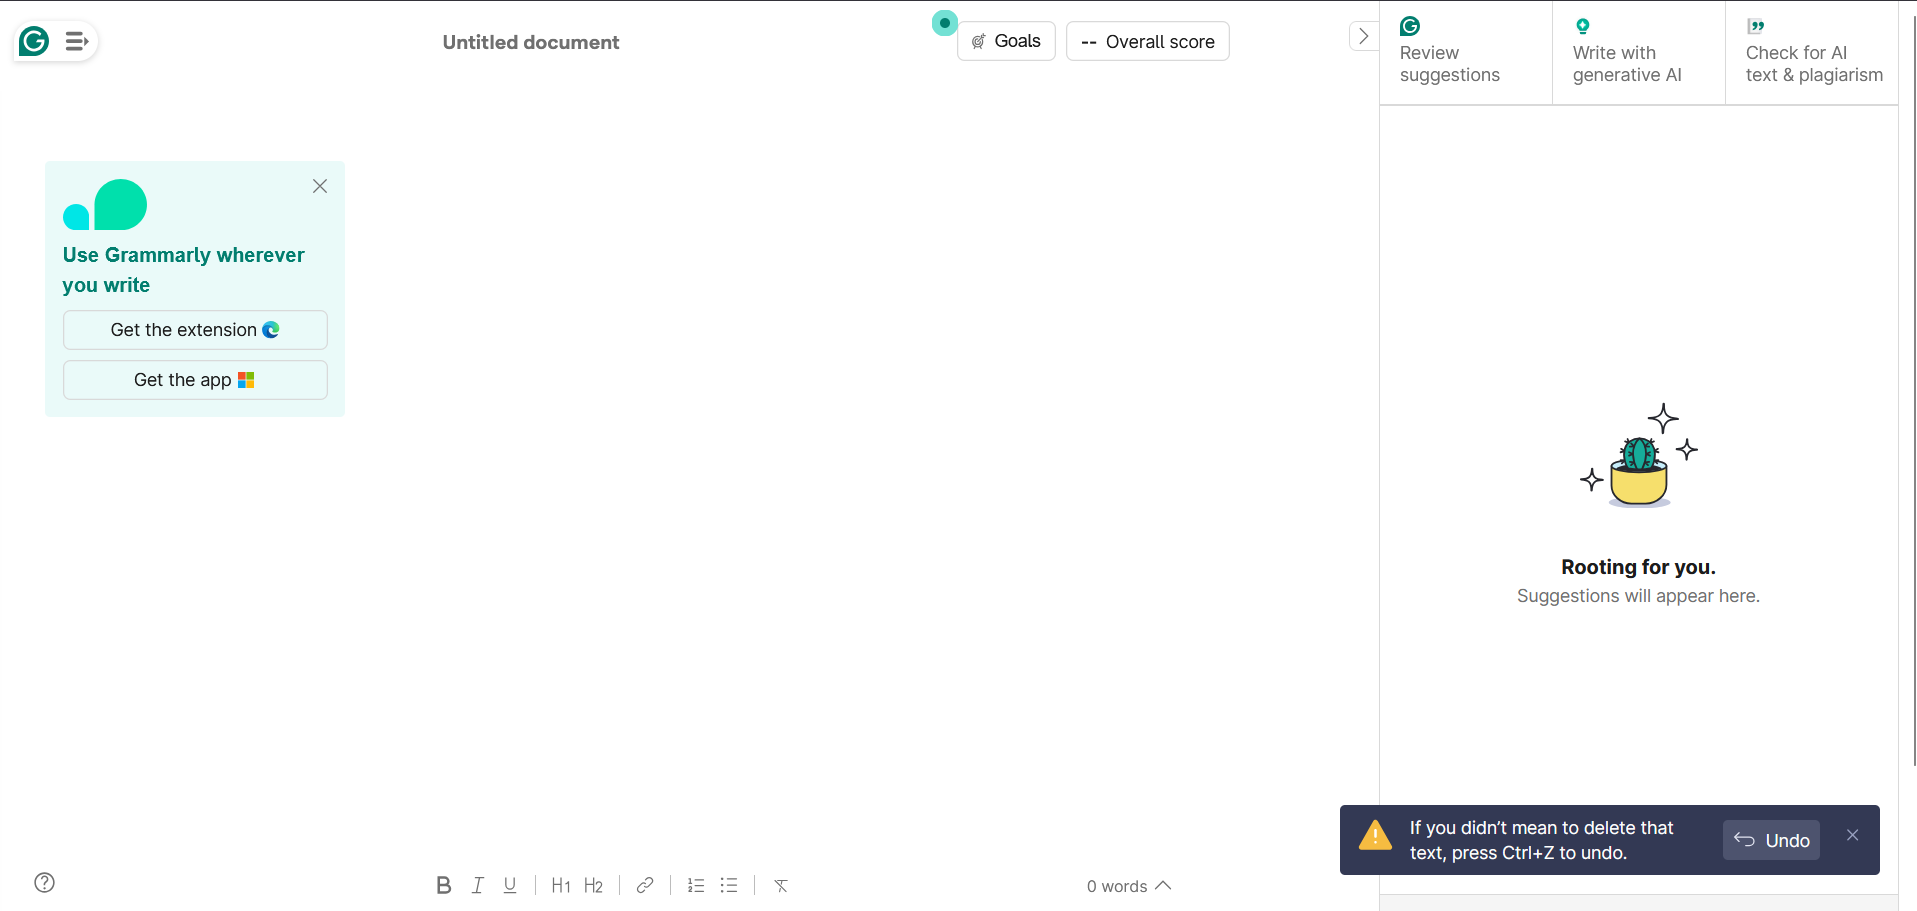 Untitled document
Goals
-- Overall score
Review
suggestions
Write with
generative AI
Check for AI
text & plagiarism
Use Grammarly wherever
you write
Get the extension
Get the app
Rooting for you.
Suggestions will appear here.
If you didn’t mean to delete that
text, press Ctrl+Z to undo.
Undo
B I U H1 H2
0 words